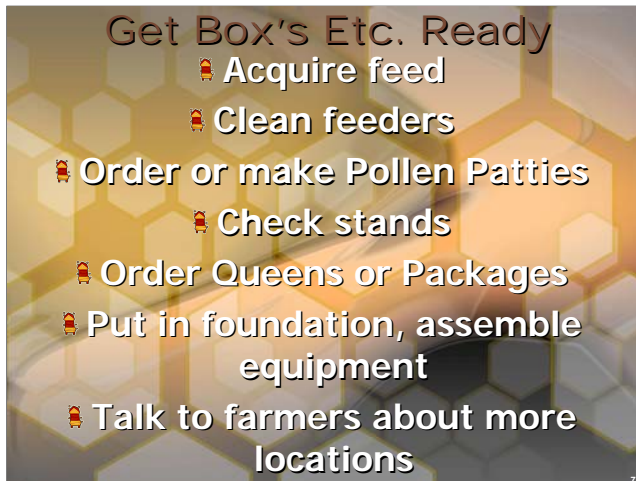 Get Box's Etc. Ready
Acquire feed
Clean feeders
Order or make Pollen Patties
Check stands
Order Queens or Packages
Put in foundation, assemble
equipment
Talk to farmers about more
locations
7